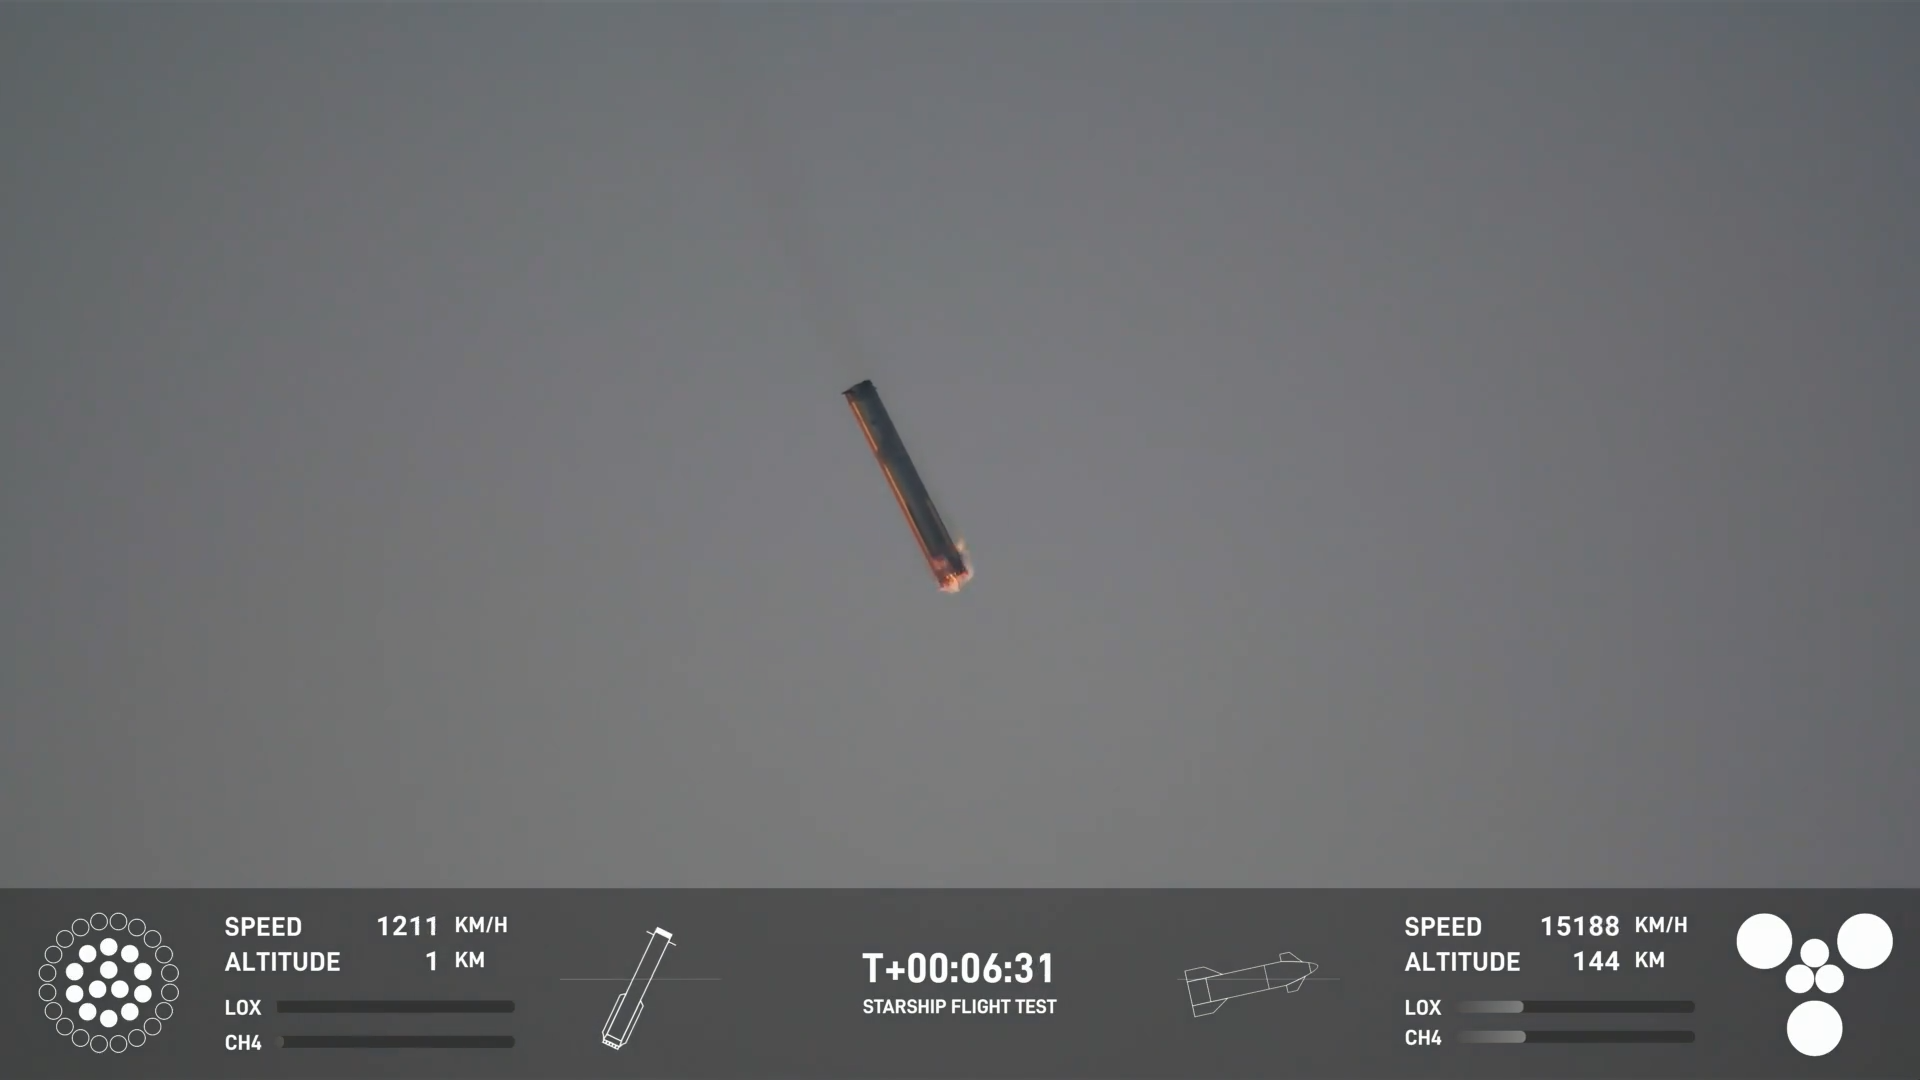 SPEED 1211 KM/H
ALTITUDE 1 KM
LOX
CH4
T+00:06:31
STARSHIP FLIGHT TEST
SPEED 15188 KM/H
ALTITUDE 144 KM
LOX
CH4